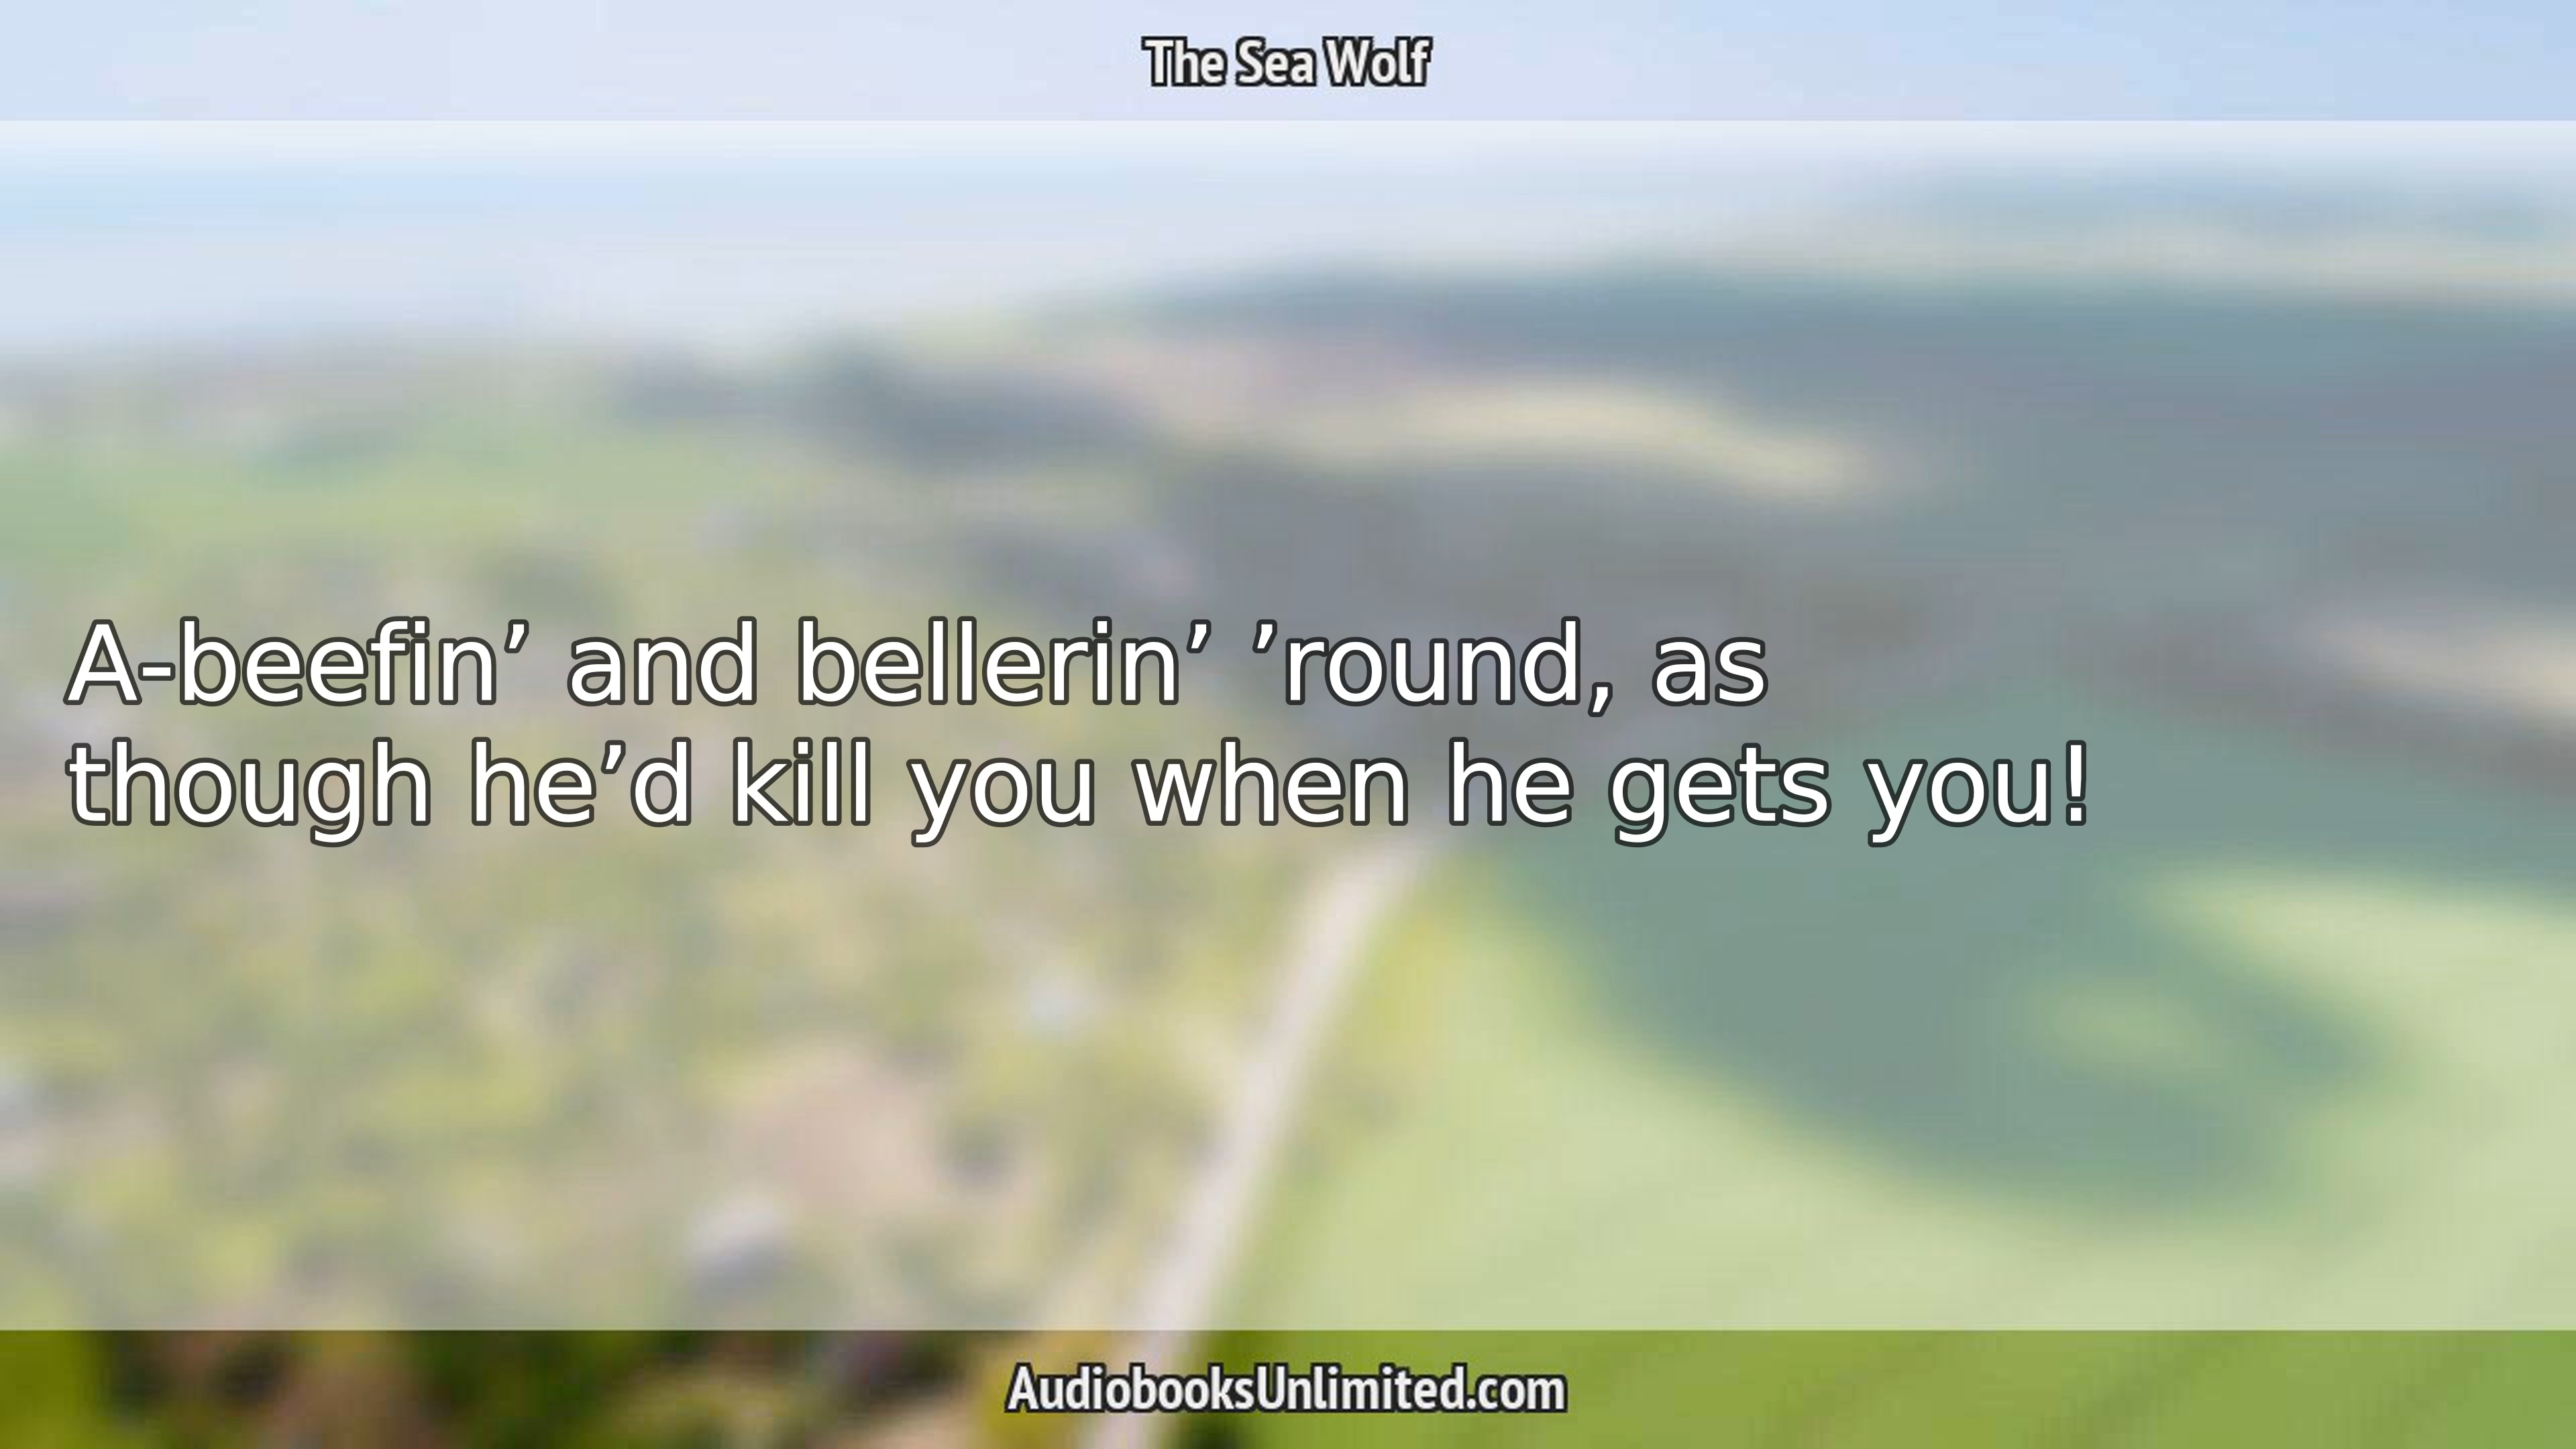 The Sea Wolf
A-beefin’ and bellerin’ ’round, as
though he’d kill you when he gets you!
AudiobooksUnlimited.com